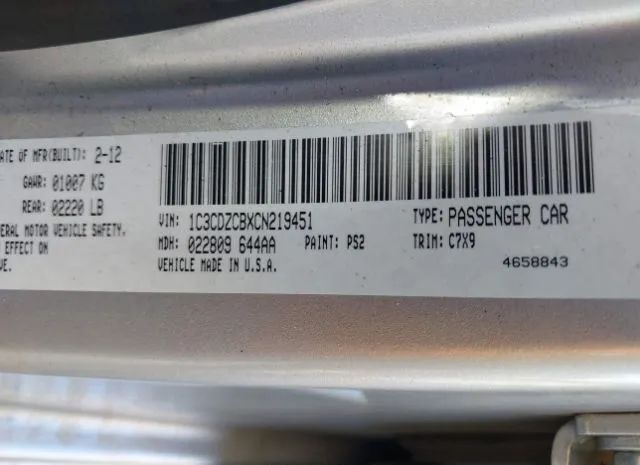 ATE OF MFR(BUILT): 2-12
GAWR: 01007 KG
REAR: 02220 LB
ERAL MOTOR VEHICLE SAFETY.
EFFECT ON
VE.
VIN: 1C3CDZCBXCN219451
TYPE: PASSENGER CAR
MDH: 022809 644AA PAINT: PS2
TRIM: C7X9
VEHICLE MADE IN U.S.A.
4658843